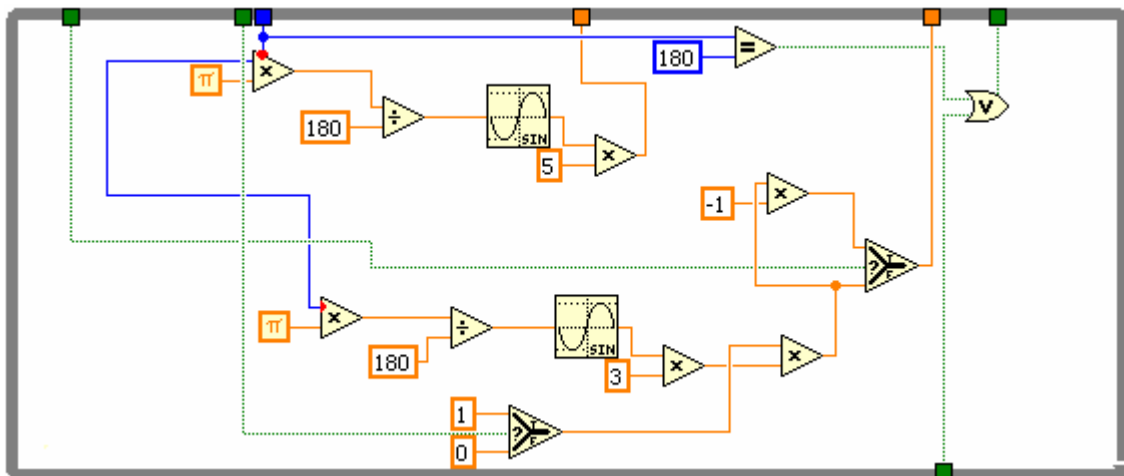 180
=
π
×
÷
180
SIN
5
×
V
-1
×
?
T
F
π
×
÷
180
SIN
3
×
×
1
0
?
T
F